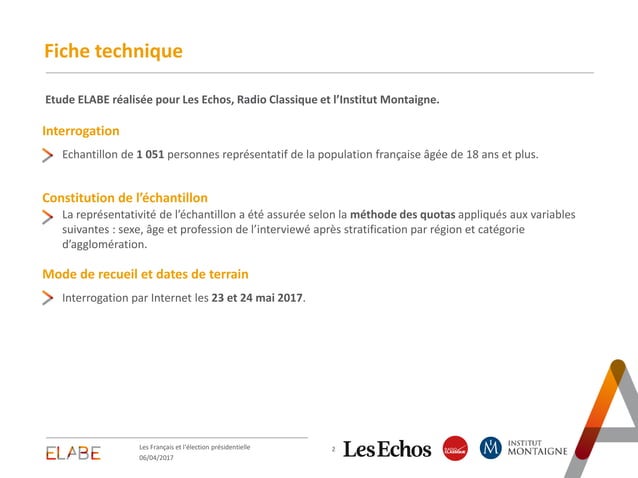 Fiche technique
Etude ELABE réalisée pour Les Echos, Radio Classique et l’Institut Montaigne.
Interrogation
Echantillon de 1 051 personnes représentatif de la population française âgée de 18 ans et plus.
Constitution de l’échantillon
La représentativité de l’échantillon a été assurée selon la méthode des quotas appliqués aux variables
suivantes : sexe, âge et profession de l’interviewé après stratification par région et catégorie
d’agglomération.
Mode de recueil et dates de terrain
Interrogation par Internet les 23 et 24 mai 2017.
ELABE
Les Français et l’élection présidentielle
06/04/2017
2
LesEchos
RADIO
CLASSIQUE
M
INSTITUT
MONTAIGNE